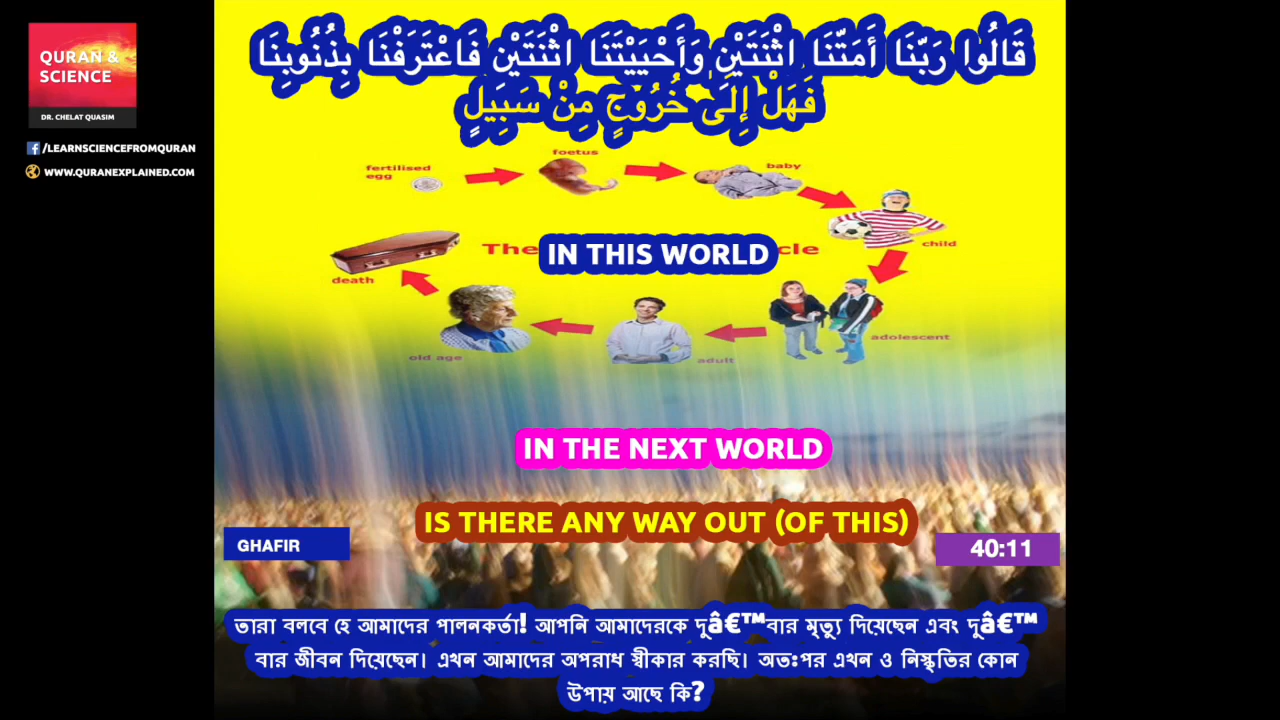 QURAN &
SCIENCE
DR. CHELAT QUASIM
/LEARNSCIENCEFROMQURAN
WWW.QURANEXPLAINED.COM
قَالُوا رَبَّنَا أَمَتَّنَا اثْنَتَيْنِ وَأَحْيَيْتَنَا اثْنَتَيْنِ فَاعْتَرَفْنَا بِذُنُوبِنَا
فَهَلْ إِلَىٰ خُرُوجٍ مِنْ سَبِيلٍ
fertilised
egg
foetus
baby
child
The cle
IN THIS WORLD
death
adolescent
old age
adult
IN THE NEXT WORLD
IS THERE ANY WAY OUT (OF THIS)
GHAFIR
40:11
তারা বলবে হে আমাদের পালনকর্তা! আপনি আমাদেরকে দুâ€™বার মৃত্যু দিয়েছেন এবং দুâ€™
বার জীবন দিয়েছেন। এখন আমাদের অপরাধ স্বীকার করছি। অতঃপর এখন ও নিস্কৃতির কোন
উপায় আছে কি?